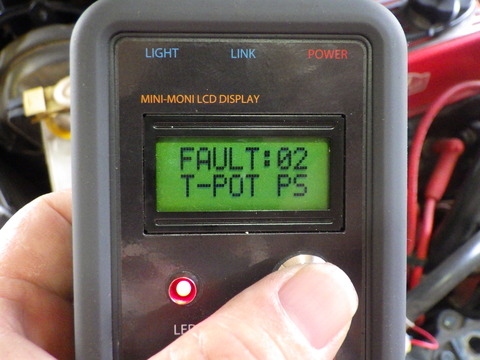 LIGHT LINK POWER
MINI-MONI LCD DISPLAY
FAULT:02
T-POT PS
LED